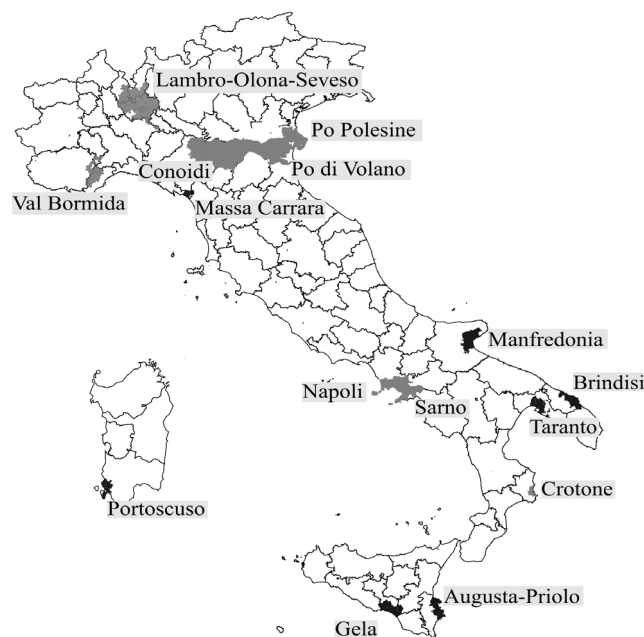 Lambro-Olona-Seveso
Po Polesine
Conoidi
Po di Volano
Val Bormida
Massa Carrara
Manfredonia
Napoli
Brindisi
Sarno
Taranto
Crotone
Portoscuso
Augusta-Priolo
Gela